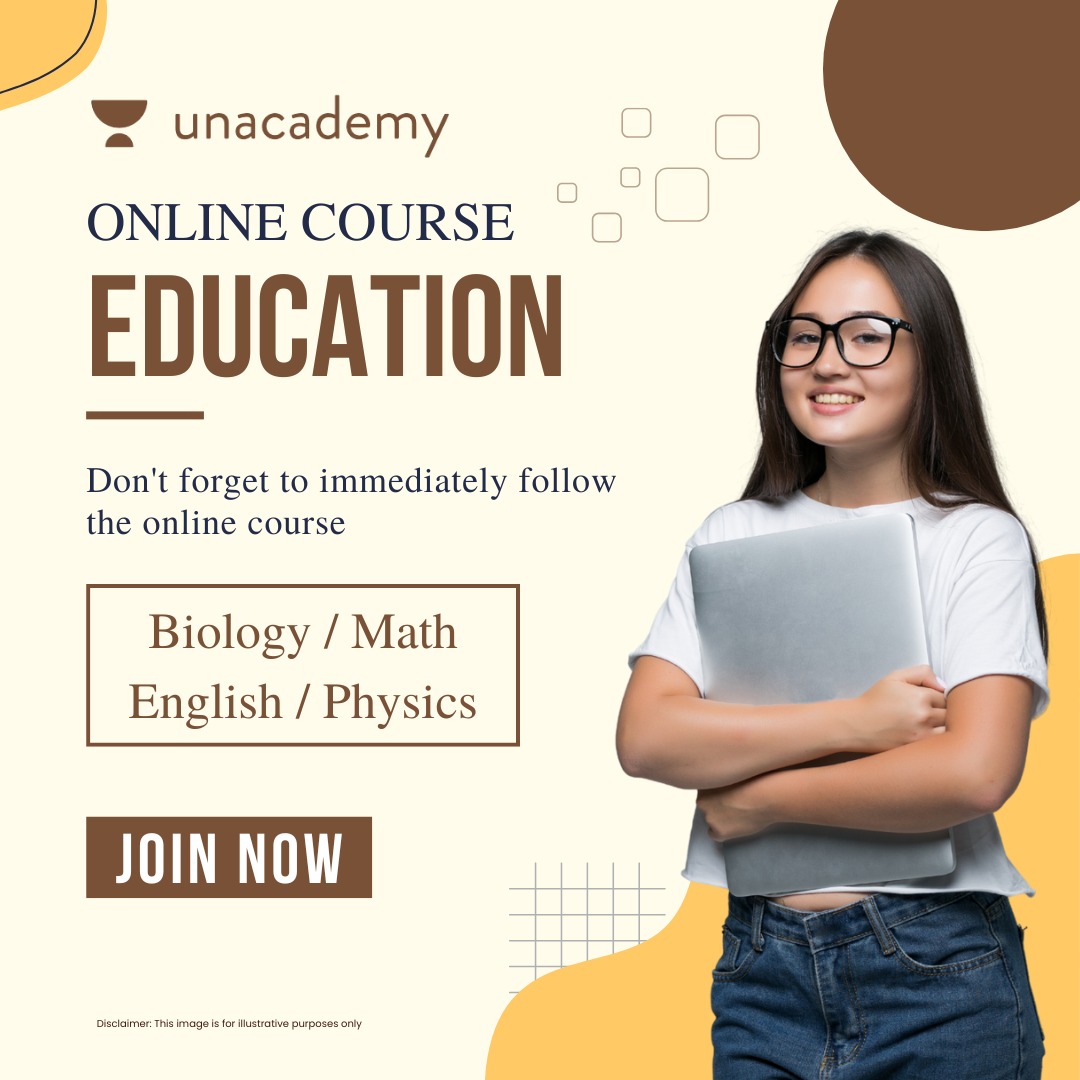 unacademy
ONLINE COURSE
EDUCATION
Don't forget to immediately follow
the online course
Biology / Math
English / Physics
JOIN NOW
Disclaimer: This image is for illustrative purposes only